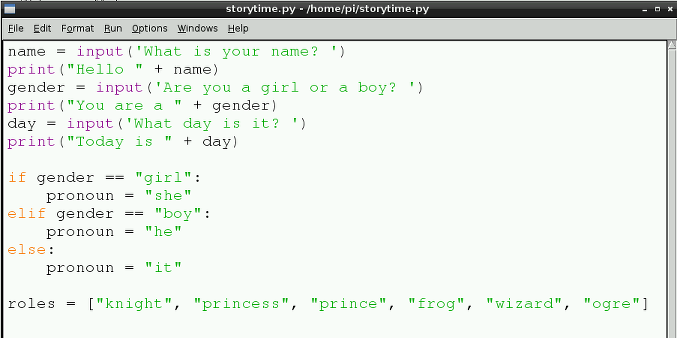 storytime.py - /home/pi/storytime.py
File Edit Format Run Options Windows Help
name = input('What is your name? ')
print("Hello " + name)
gender = input('Are you a girl or a boy? ')
print("You are a " + gender)
day = input('What day is it? ')
print("Today is " + day)
if gender == "girl":
    pronoun = "she"
elif gender == "boy":
    pronoun = "he"
else:
    pronoun = "it"
roles = ["knight", "princess", "prince", "frog", "wizard", "ogre"]